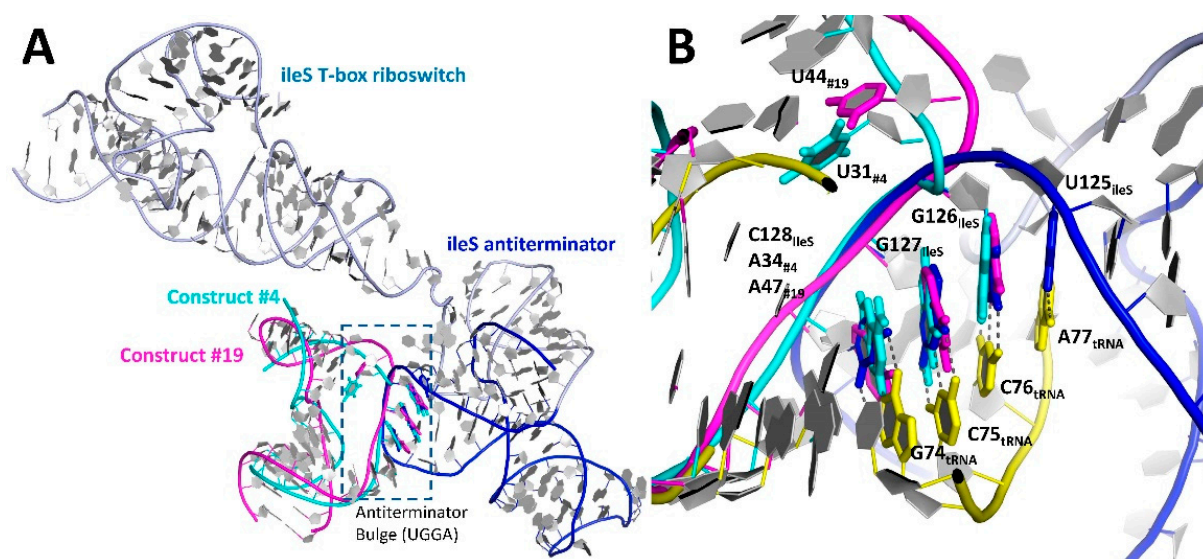 A
ileS T-box riboswitch
ileS antiterminator
Construct #4
Construct #19
Antiterminator
Bulge (UGGA)
B
U44#19
U31#4
U125ileS
G126ileS
C128ileS
G127ileS
A34#4
A47#19
A77tRNA
C76tRNA
C75tRNA
G74tRNA